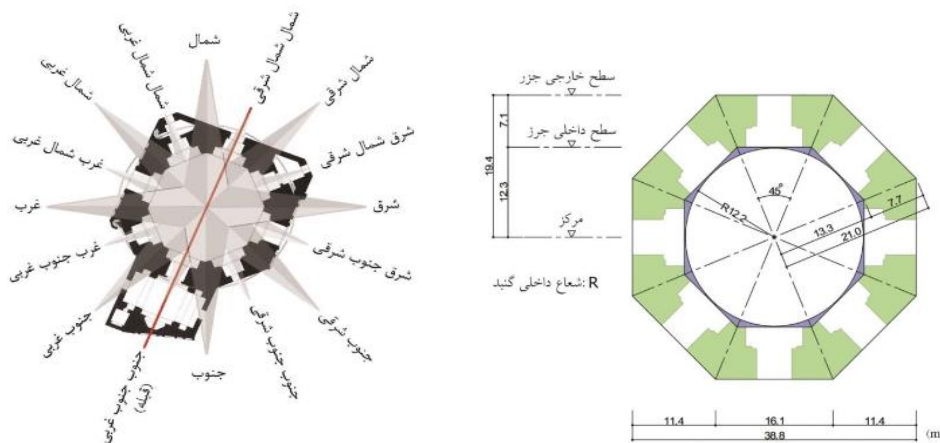 شمال
شمال شمال شرقی
شمال شرقی
شرق شمال شرقی
شرق
شرق جنوب شرقی
جنوب شرقی
جنوب جنوب شرقی
جنوب
جنوب جنوب غربی
(قبله)
جنوب غربی
غرب جنوب غربی
غرب
غرب شمال غربی
شمال غربی
شمال شمال غربی
سطح خارجی جزر
سطح داخلی جرز
مرکز
R: شعاع داخلی گنبد
7.1
19.4
12.3
45°
R12.2
7.7
13.3
21.0
11.4 16.1 11.4
38.8 (m